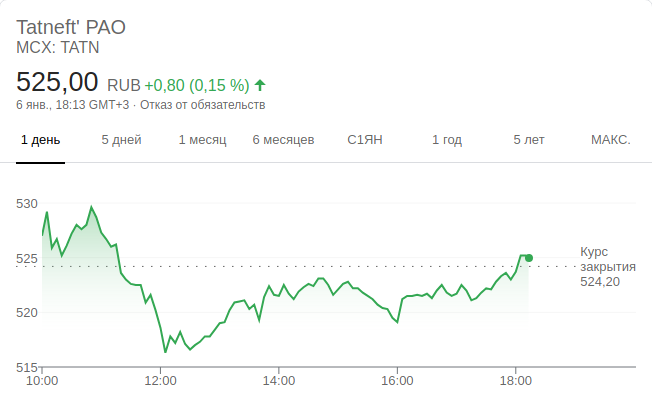 Tatneft' PAO
MCX: TATN
525,00 RUB +0,80 (0,15 %)
6 янв., 18:13 GMT+3 · Отказ от обязательств
1 день 5 дней 1 месяц 6 месяцев С1ЯН 1 год 5 лет МАКС.
530
525
520
515
Курс
закрытия
524,20
10:00 12:00 14:00 16:00 18:00